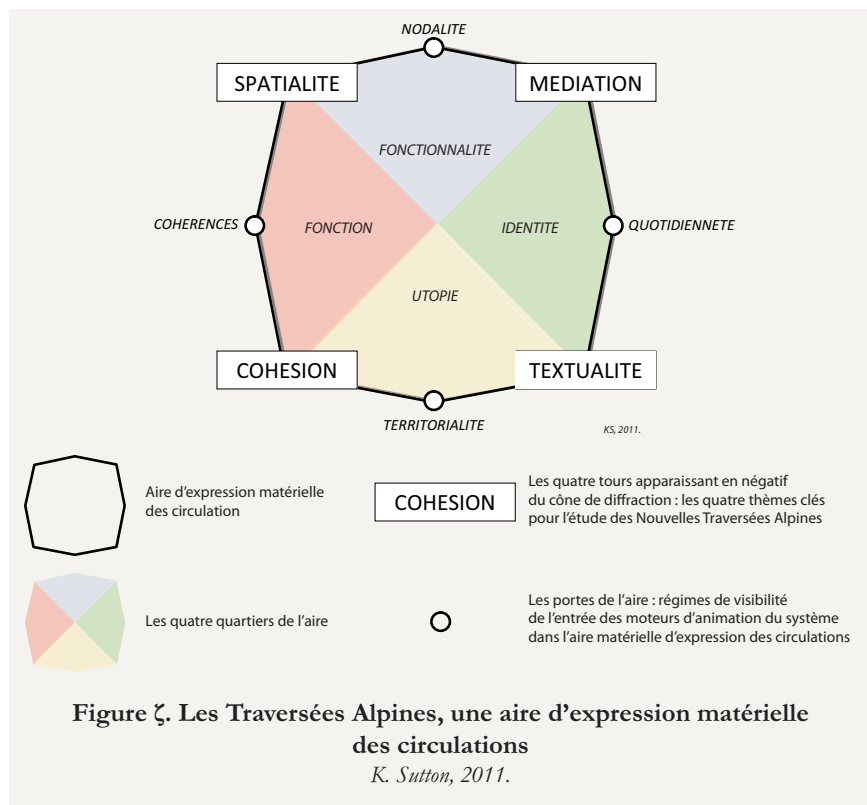 NODALITE
SPATIALITE
MEDIATION
FONCTIONNALITE
COHERENCES
FONCTION
IDENTITE
QUOTIDIENNETE
UTOPIE
COHESION
TEXTUALITE
TERRITORIALITE
KS, 2011.
Aire d'expression matérielle
des circulation
COHESION
Les quatre tours apparaissant en négatif
du cône de diffraction : les quatre thèmes clés
pour l'étude des Nouvelles Traversées Alpines
Les quatre quartiers de l'aire
Les portes de l'aire : régimes de visibilité
de l'entrée des moteurs d'animation du système
dans l'aire matérielle d'expression des circulations
Figure ζ. Les Traversées Alpines, une aire d'expression matérielle
des circulations
K. Sutton, 2011.